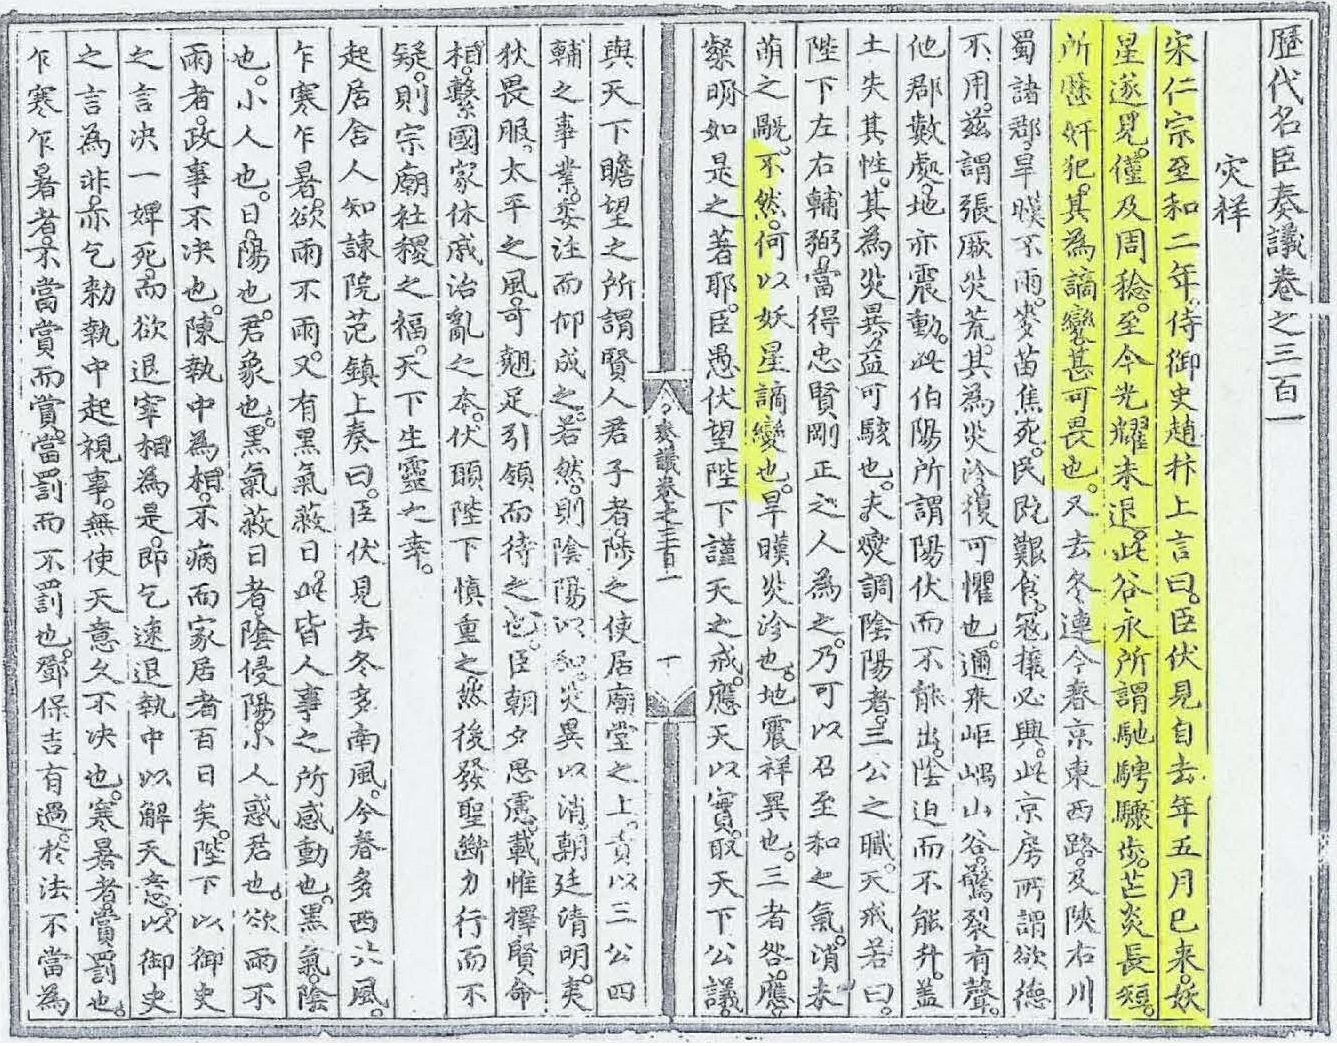 歷代名臣奏議卷之三百一
灾祥
宋仁宗至和二年侍御史趙抃上言曰臣伏見自去年五月已来妖
星遂見僅及周稔至今光耀未退此谷永所謂馳騁驟步芒炎長短
所歷奸犯其為謫變甚可畏也又去冬連今春京東西路及陝右川
蜀諸郡旱暵不雨麥苗焦死民既艱食寇攘必興此京房所謂欲德
不用茲謂張厥災荒其為災沴復可懼也邇来岠嵎山谷驚裂有聲
他郡數處地亦震動此伯陽所謂陽伏而不能出陰迫而不能升蓋
土失其性其為災異益可駭也夫燮調陰陽者三公之職天戒若曰
陛下左右輔弼當得忠賢剛正之人為之乃可以召至和之氣消未
萌之嚴不然何以妖星謫變也旱暵災沴也地震祥異也三者咎應
粲明如是之著耶臣愚伏望陛下謹天之戒應天以實取天下公議
奏議卷之三百一
與天下瞻望之所謂賢人君子者陟之使居廟堂之上責以三公四
輔之事業委注而仰成之若然則陰陽以和災異以消朝廷清明夷
狄畏服太平之風可翹足引領而待之也臣朝夕思慮載惟擇賢命
相繫國家休戚治亂之本伏願陛下慎重之然後發聖斷力行而不
疑則宗廟社稷之福天下生靈之幸
起居舍人知諫院范鎮上奏曰臣伏見去冬多南風今春多西北風
乍寒乍暑欲雨不雨又有黑氣蔽日此皆人事之所感動也黑氣陰
也小人也日陽也君象也黑氣蔽日者陰侵陽小人惑君也欲雨不
雨者政事不決也陳執中為相不病而家居者百日矣陛下以御史
之言決一婢死而欲退宰相為是即乞速退執中以解天意以御史
之言為非亦乞勑執中起視事無使天意久不決也寒暑者賞罰也
乍寒乍暑者不當賞而賞當罰而不罰也鄧保吉有過於法不當為